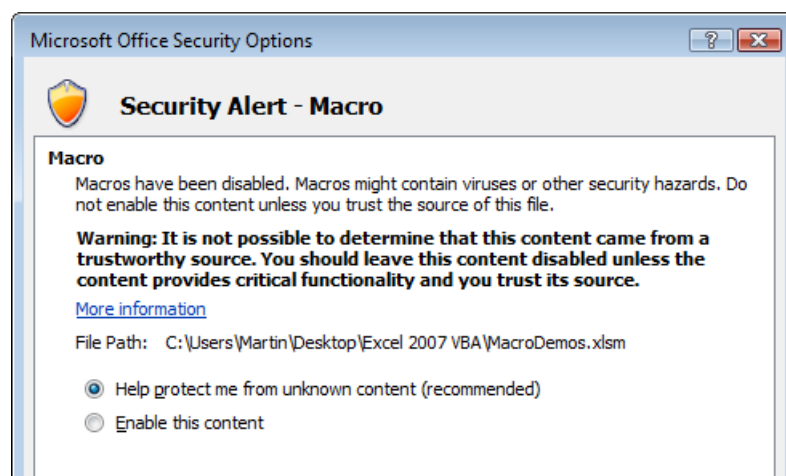 Microsoft Office Security Options
Security Alert - Macro
Macro
Macros have been disabled. Macros might contain viruses or other security hazards. Do
not enable this content unless you trust the source of this file.
Warning: It is not possible to determine that this content came from a
trustworthy source. You should leave this content disabled unless the
content provides critical functionality and you trust its source.
More information
File Path: C:\Users\Martin\Desktop\Excel 2007 VBA\MacroDemos.xlsm
Help protect me from unknown content (recommended)
Enable this content